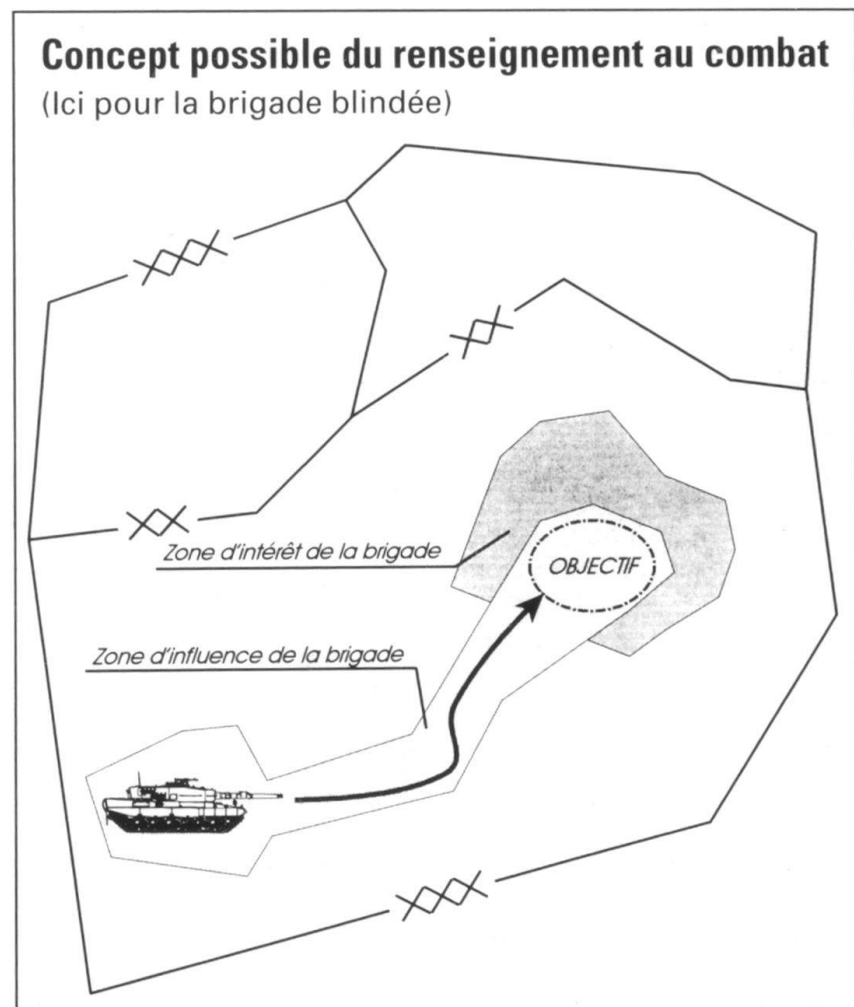 Concept possible du renseignement au combat
(Ici pour la brigade blindée)
Zone d'intérêt de la brigade
OBJECTIF
Zone d'influence de la brigade